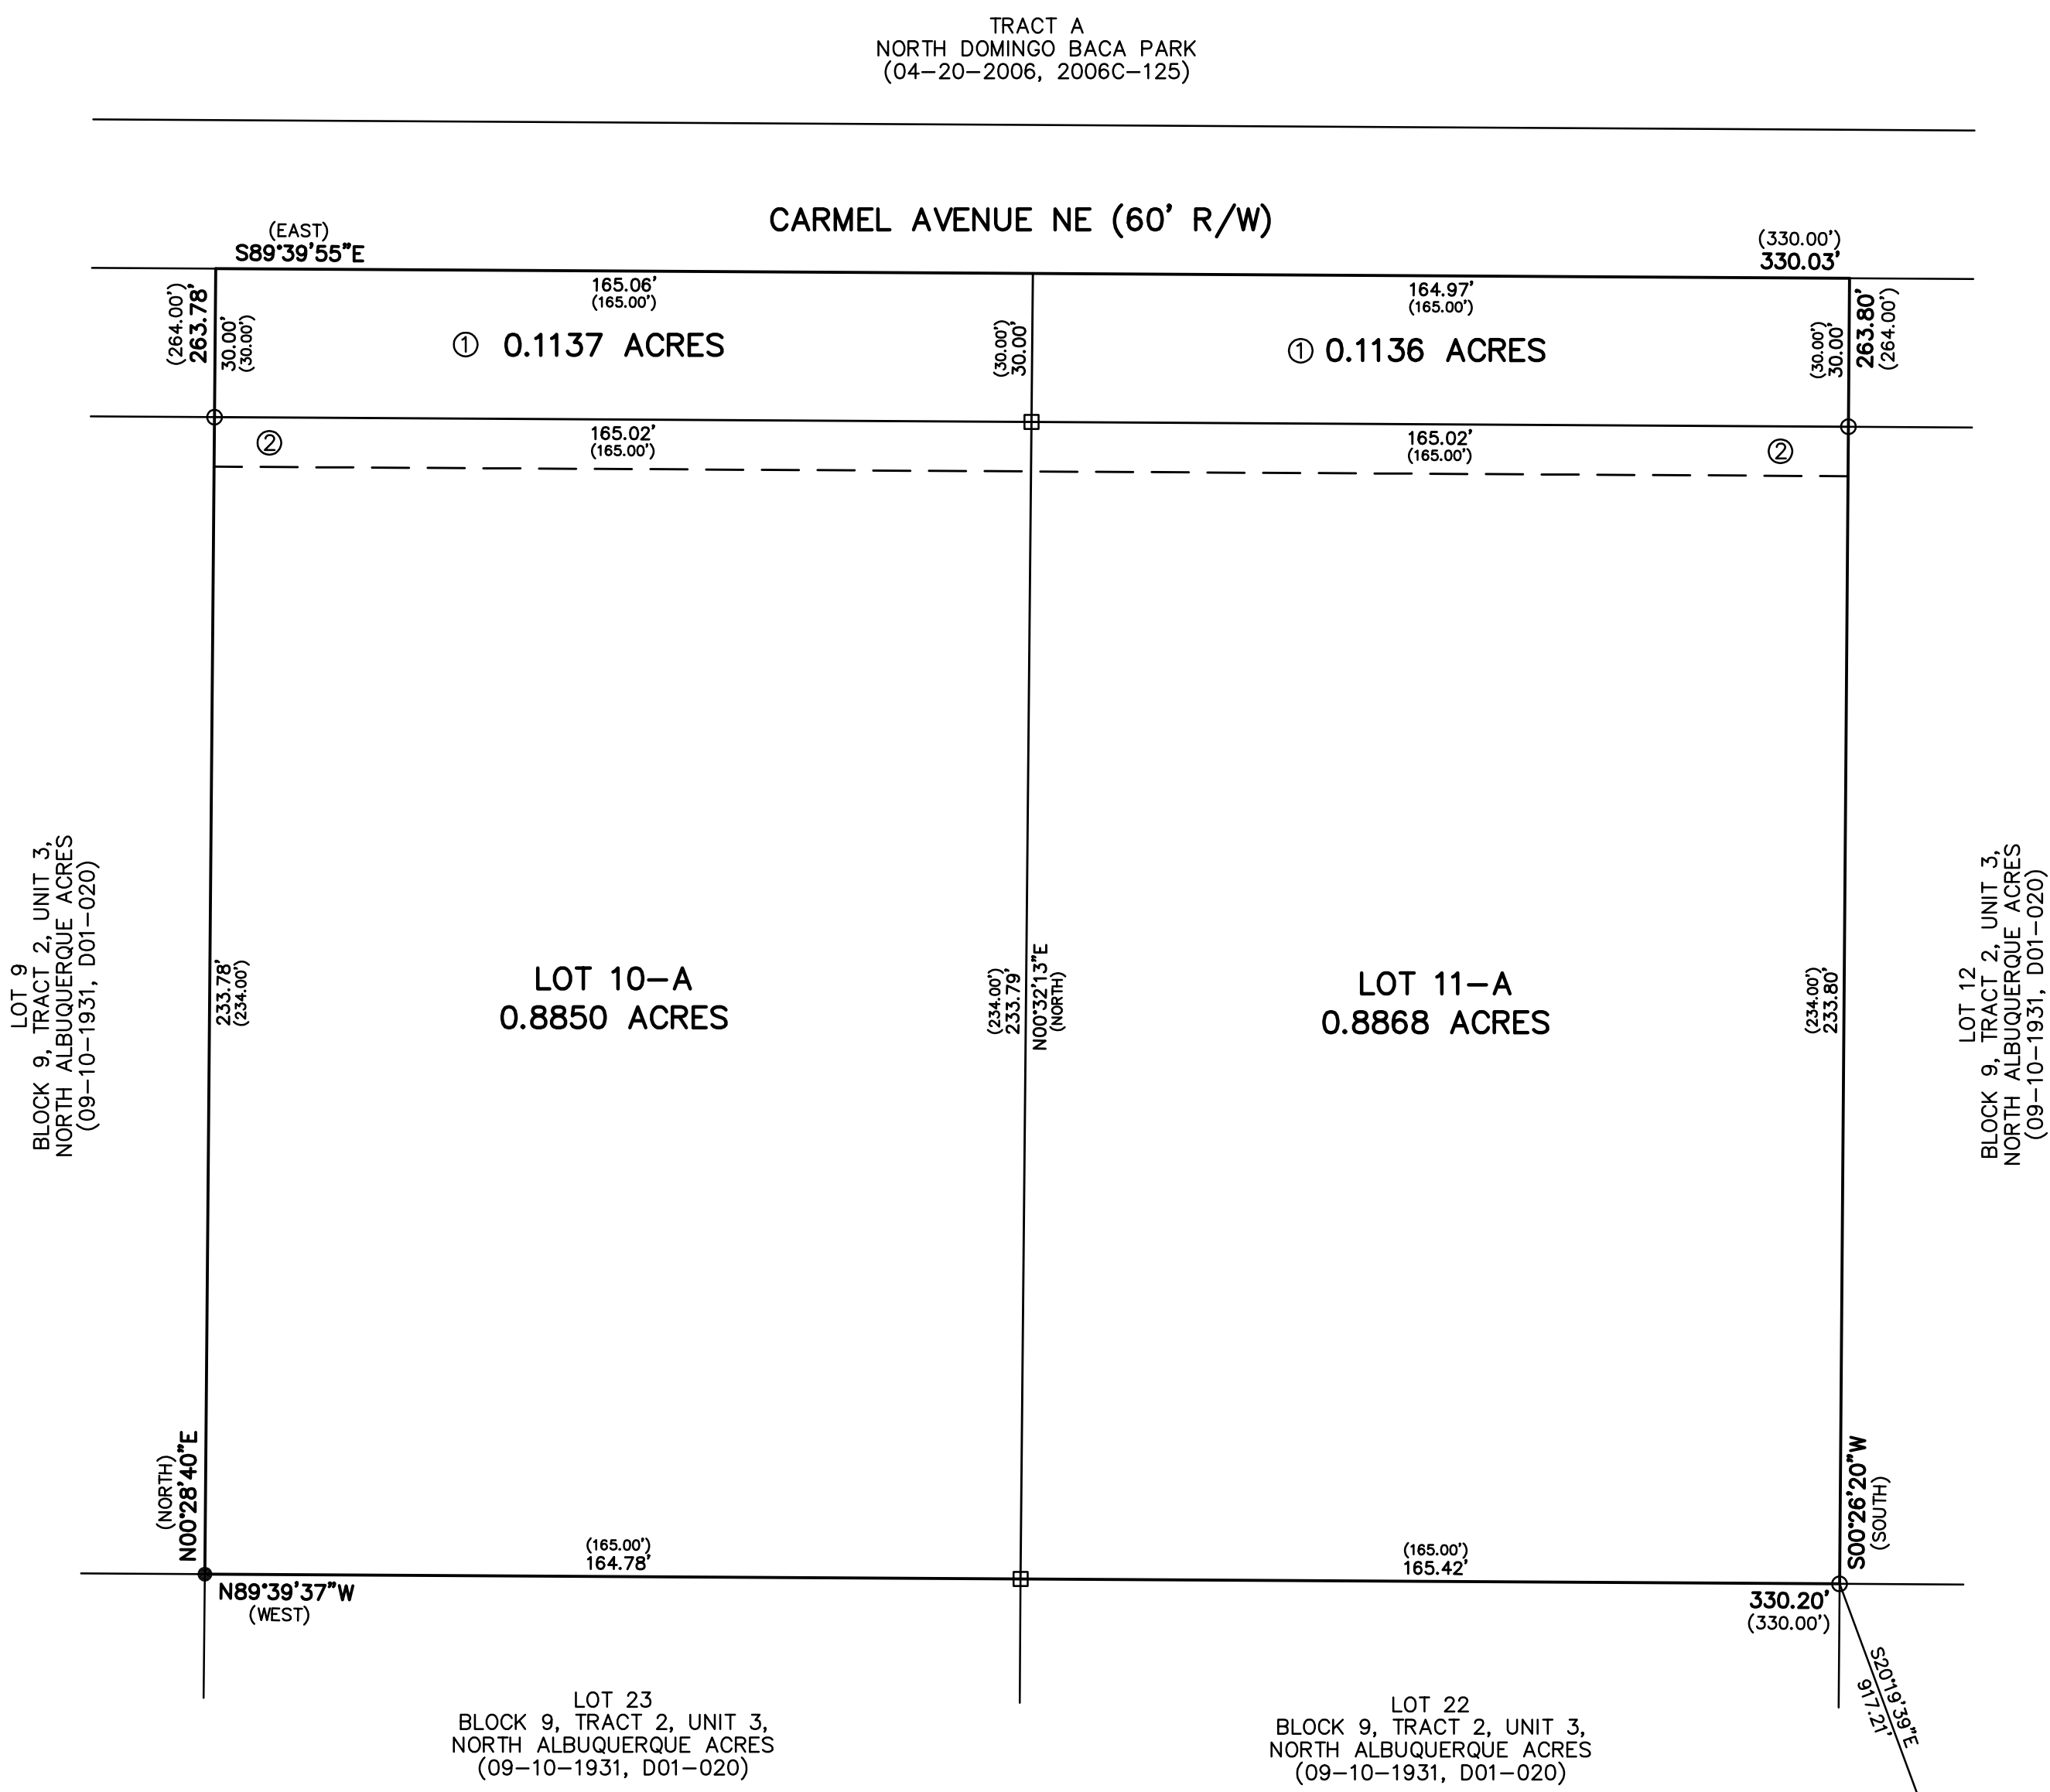 TRACT A
NORTH DOMINGO BACA PARK
(04-20-2006, 2006C-125)
CARMEL AVENUE NE (60' R/W)
(EAST)
S89°39'55"E
(330.00')
330.03'
165.06'
(165.00')
164.97'
(165.00')
(264.00')
263.78'
30.00'
(30.00')
① 0.1137 ACRES
(30.00')
30.00'
① 0.1136 ACRES
(30.00')
30.00'
263.80'
(264.00')
②
165.02'
(165.00')
165.02'
(165.00')
②
LOT 9
BLOCK 9, TRACT 2, UNIT 3,
NORTH ALBUQUERQUE ACRES
(09-10-1931, D01-020)
233.78'
(234.00')
LOT 10-A
0.8850 ACRES
(234.00')
233.79'
N00°32'13"E
(NORTH)
LOT 11-A
0.8868 ACRES
(234.00')
233.80'
LOT 12
BLOCK 9, TRACT 2, UNIT 3,
NORTH ALBUQUERQUE ACRES
(09-10-1931, D01-020)
(NORTH)
N00°28'40"E
S00°26'20"W
(SOUTH)
(165.00')
164.78'
(165.00')
165.42'
N89°39'37"W
(WEST)
330.20'
(330.00')
S20°19'39"E
917.21'
LOT 23
BLOCK 9, TRACT 2, UNIT 3,
NORTH ALBUQUERQUE ACRES
(09-10-1931, D01-020)
LOT 22
BLOCK 9, TRACT 2, UNIT 3,
NORTH ALBUQUERQUE ACRES
(09-10-1931, D01-020)